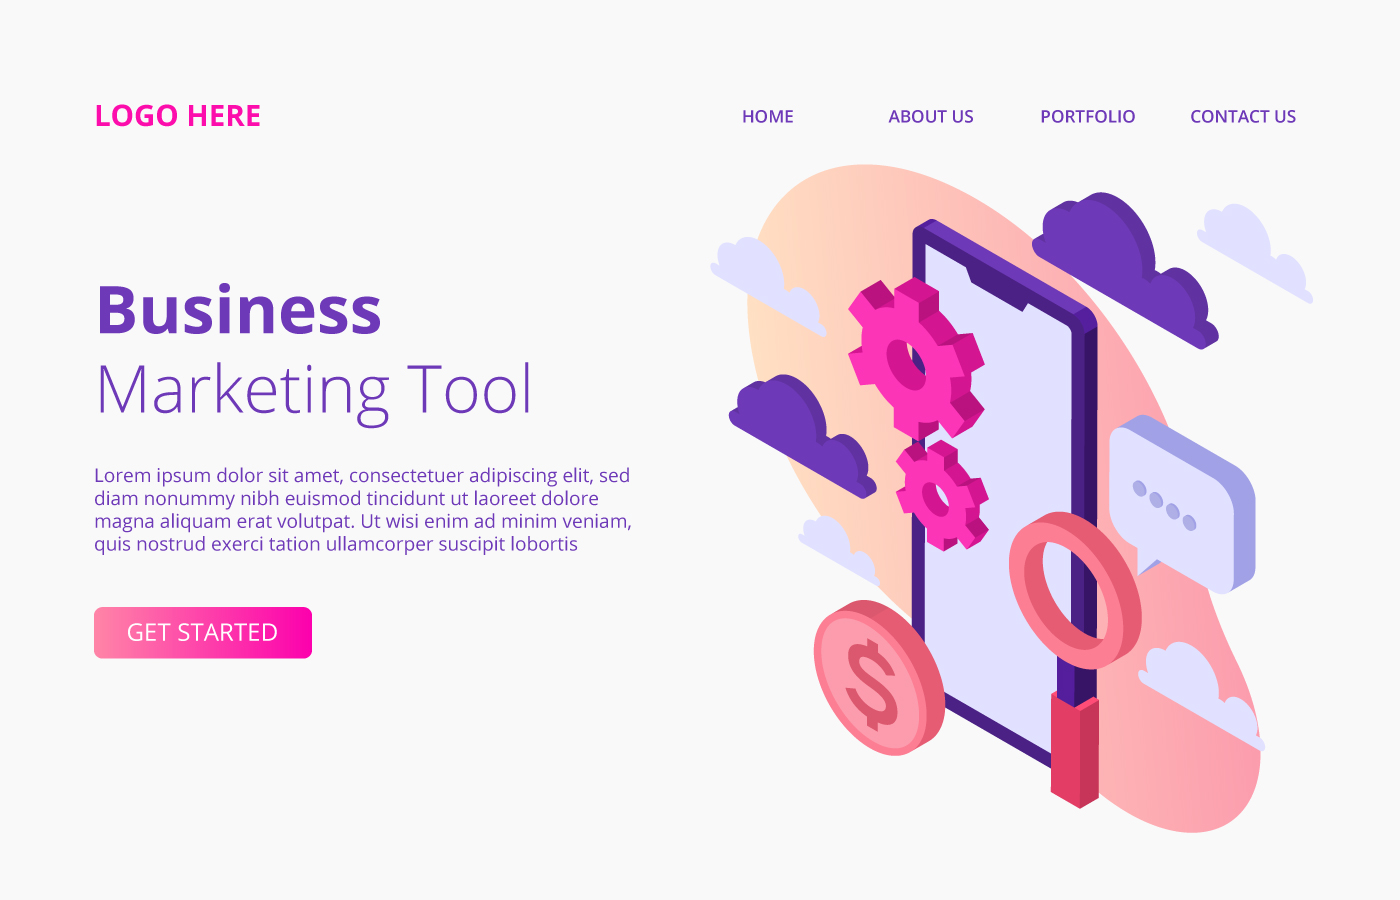 LOGO HERE
HOME
ABOUT US
PORTFOLIO
CONTACT US
Business
Marketing Tool
Lorem ipsum dolor sit amet, consectetuer adipiscing elit, sed
diam nonummy nibh euismod tincidunt ut laoreet dolore
magna aliquam erat volutpat. Ut wisi enim ad minim veniam,
quis nostrud exerci tation ullamcorper suscipit lobortis
GET STARTED
$